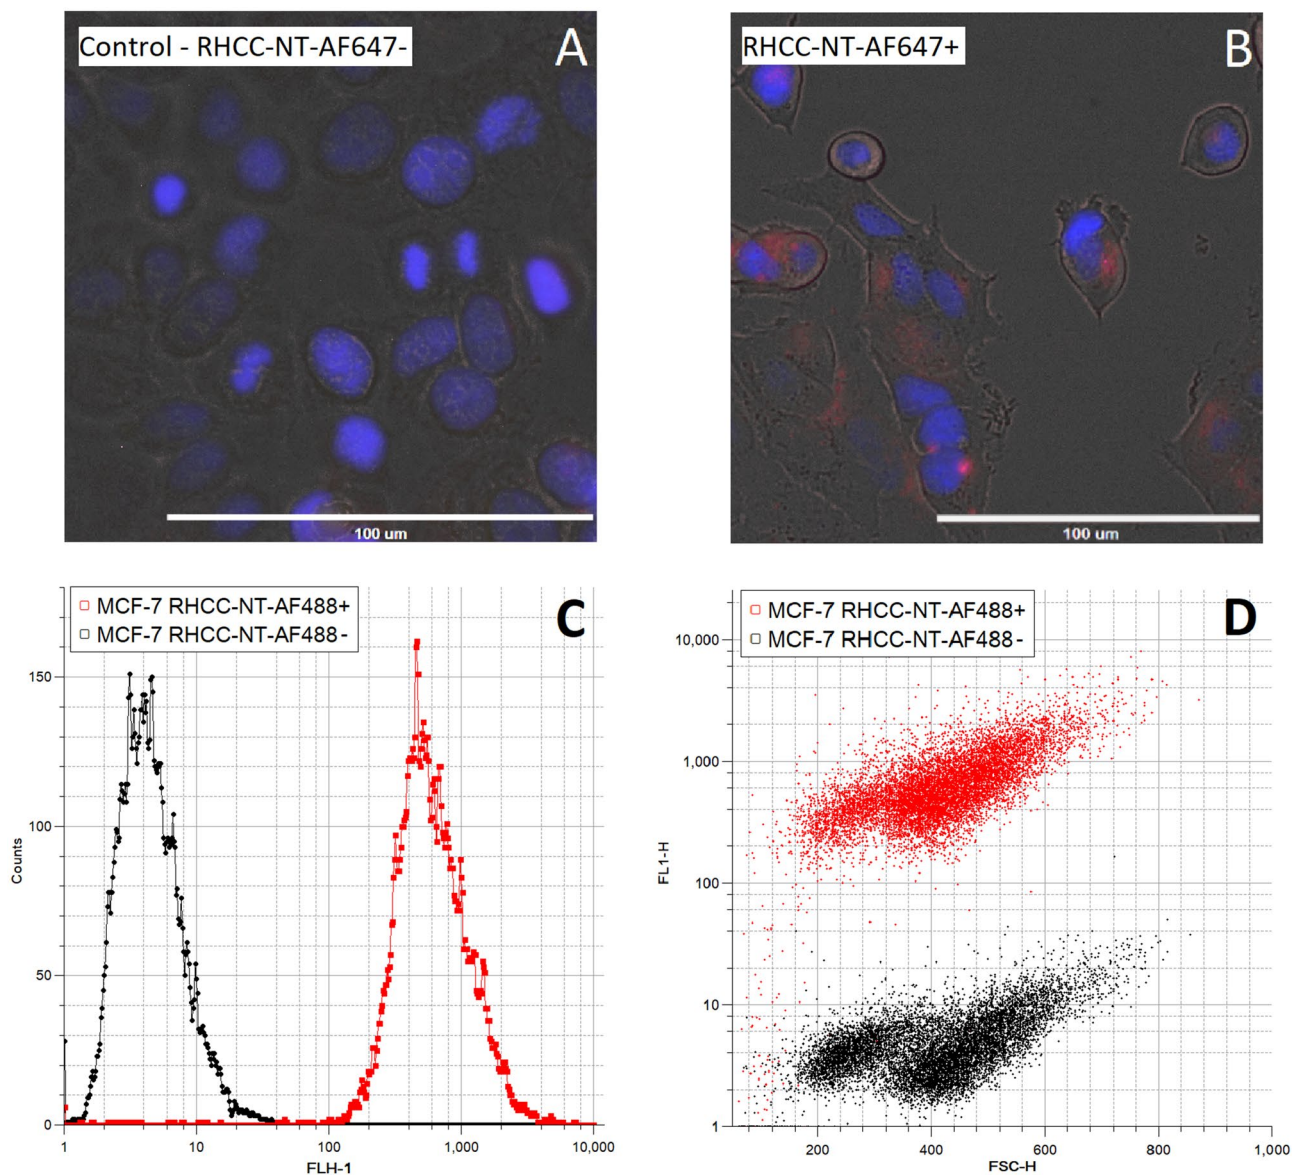 Control - RHCC-NT-AF647-
A
100 um
RHCC-NT-AF647+
B
100 um
MCF-7 RHCC-NT-AF488+
MCF-7 RHCC-NT-AF488-
C
150
100
50
0
Counts
1
10
100
1,000
10,000
FLH-1
MCF-7 RHCC-NT-AF488+
MCF-7 RHCC-NT-AF488-
D
10,000
1,000
100
10
1
FL1-H
200
400
600
800
1,000
FSC-H